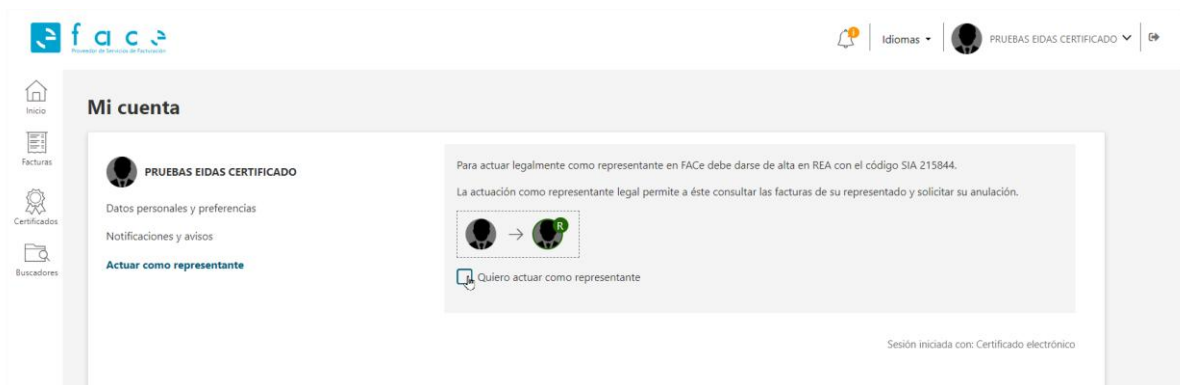 face
Proveedor de Servicios de Facturación
Idiomas
PRUEBAS EIDAS CERTIFICADO
Inicio
Facturas
Certificados
Buscadores
Mi cuenta
PRUEBAS EIDAS CERTIFICADO
Datos personales y preferencias
Notificaciones y avisos
Actuar como representante
Para actuar legalmente como representante en FACe debe darse de alta en REA con el código SIA 215844.
La actuación como representante legal permite a éste consultar las facturas de su representado y solicitar su anulación.
R
Quiero actuar como representante
Sesión iniciada con: Certificado electrónico